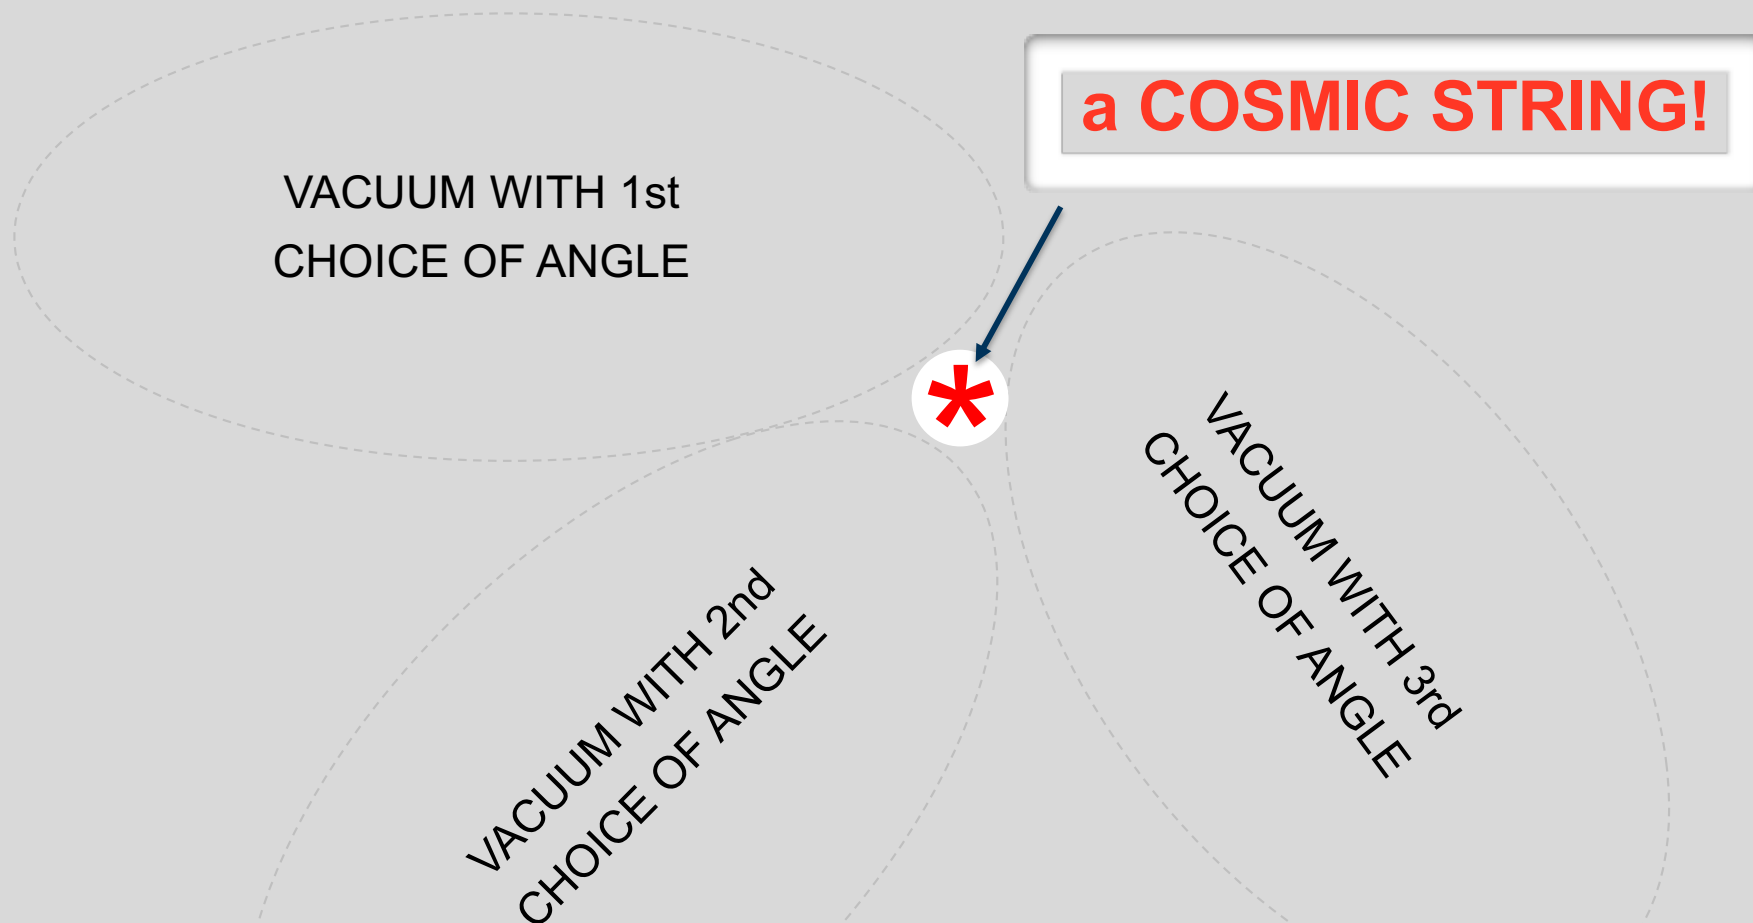 a COSMIC STRING!
VACUUM WITH 1st
CHOICE OF ANGLE
*
VACUUM WITH 2nd
CHOICE OF ANGLE
VACUUM WITH 3rd
CHOICE OF ANGLE